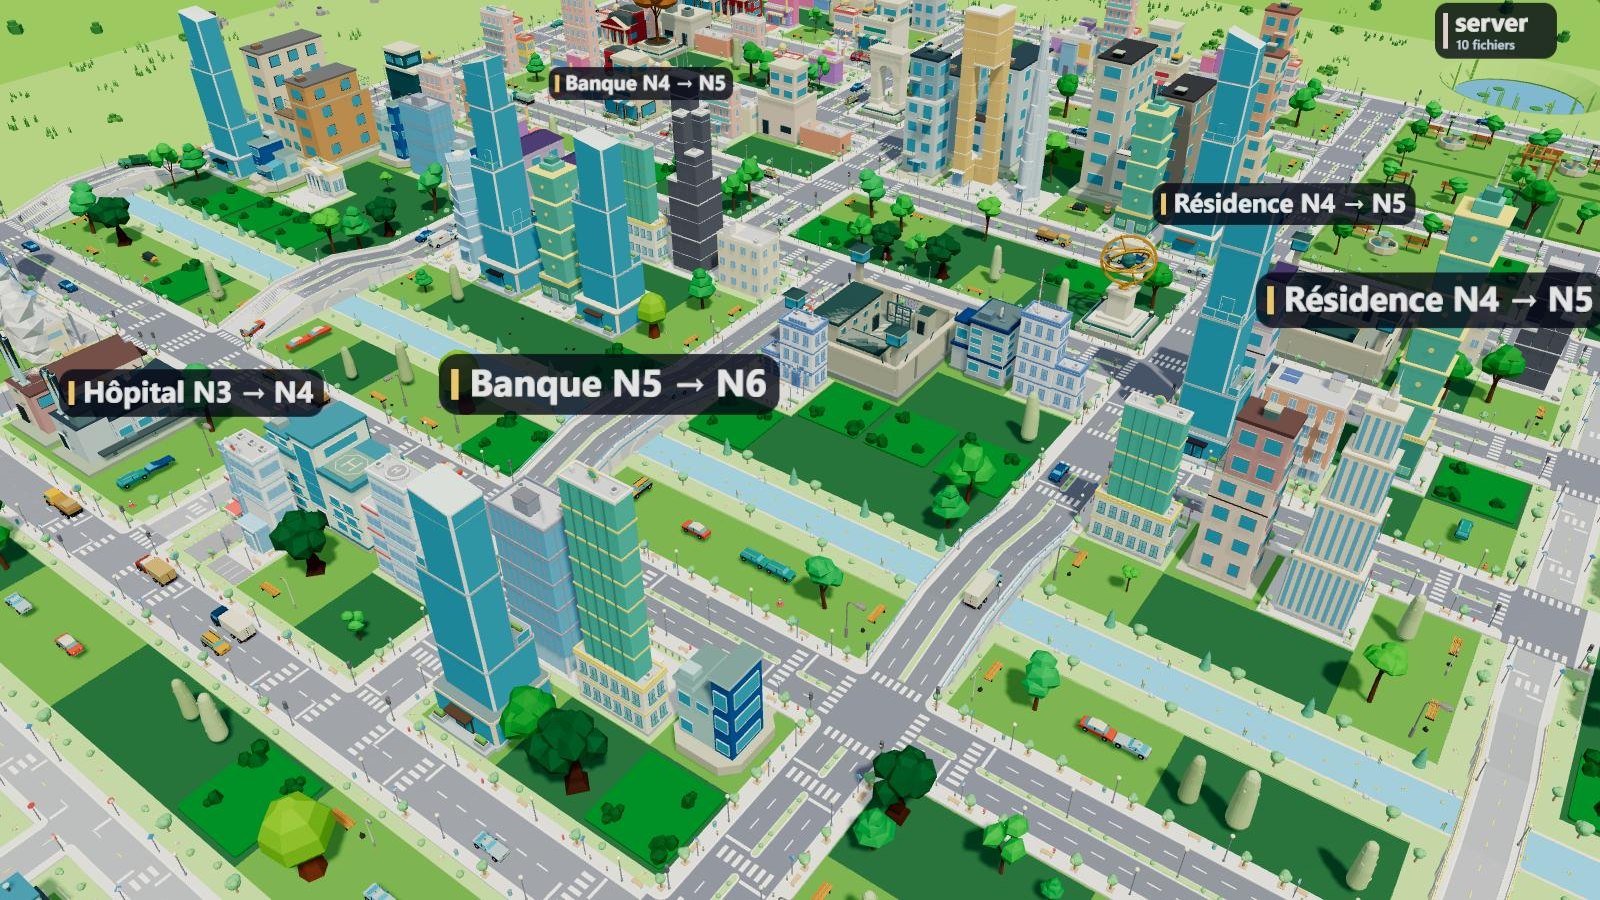 server
10 fichiers
Banque N4 → N5
Résidence N4 → N5
Résidence N4 → N5
Hôpital N3 → N4
Banque N5 → N6